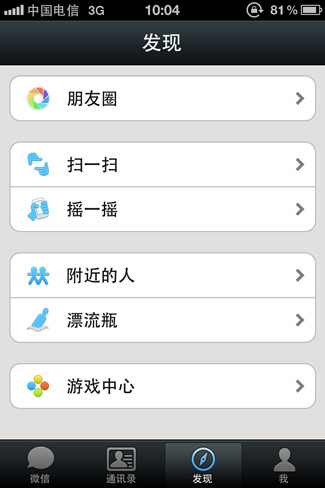 中国电信 3G 10:04 81%
发现
朋友圈
扫一扫
摇一摇
附近的人
漂流瓶
游戏中心
微信 通讯录 发现 我